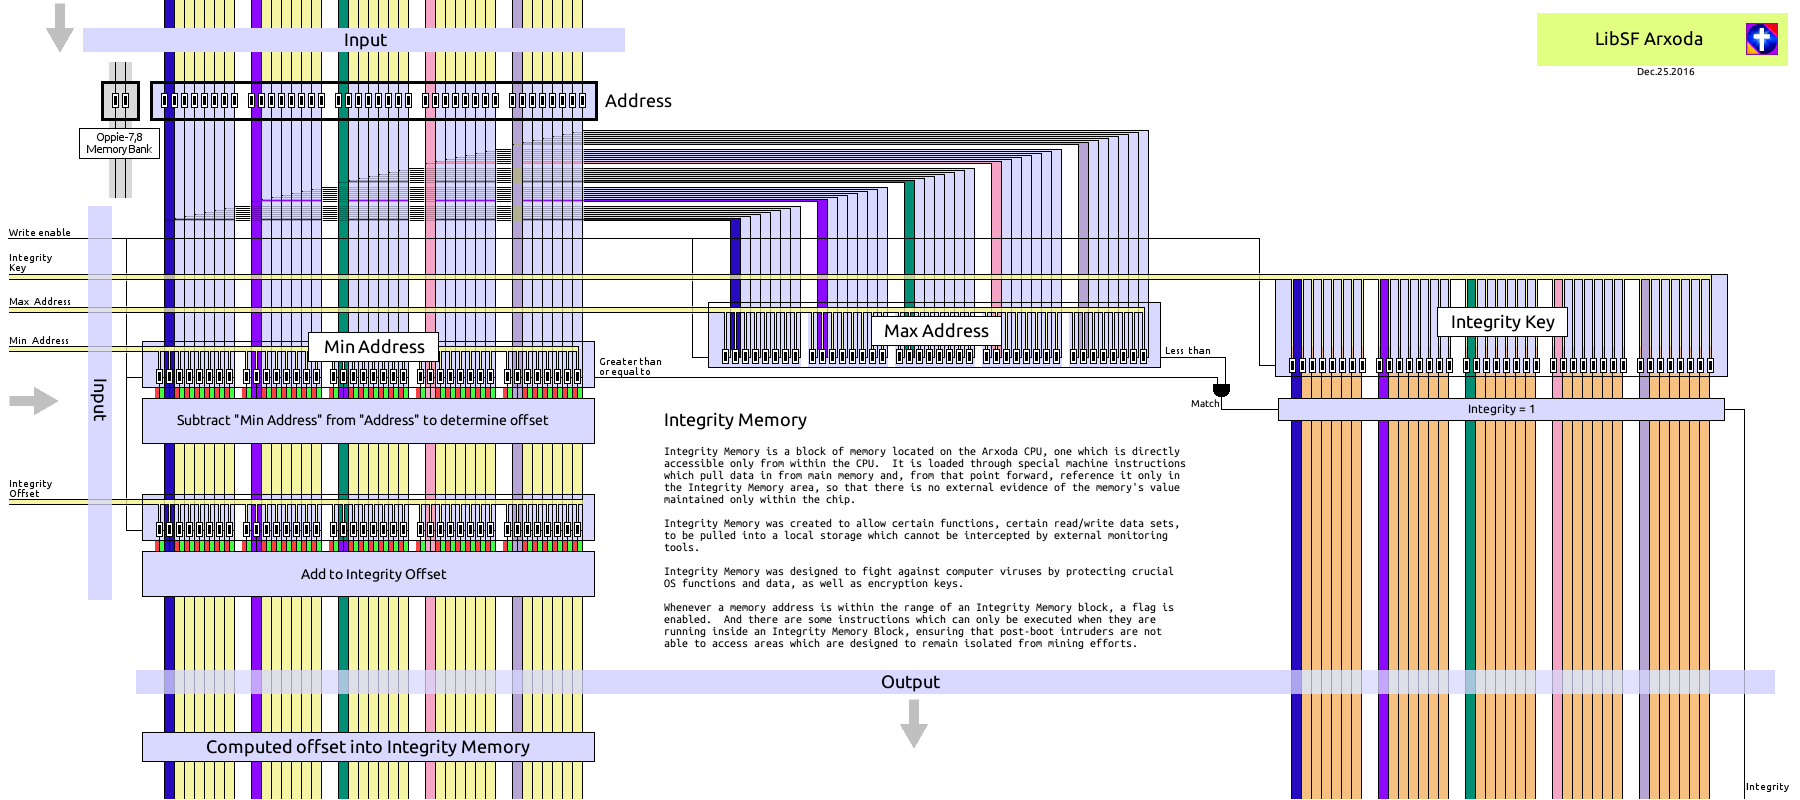 Input
LibSF Arxoda
Dec.25.2016
Address
Oppie-7,8
Memory Bank
Write enable
Integrity
Key
Max Address
Min Address
Input
Min Address
Greater than
or equal to
Max Address
Less than
Integrity Key
Match
Integrity = 1
Subtract "Min Address" from "Address" to determine offset
Integrity Memory
Integrity Memory is a block of memory located on the Arxoda CPU, one which is directly
accessible only from within the CPU.  It is loaded through special machine instructions
which pull data in from main memory and, from that point forward, reference it only in
the Integrity Memory area, so that there is no external evidence of the memory's value
maintained only within the chip.
Integrity Memory was created to allow certain functions, certain read/write data sets,
to be pulled into a local storage which cannot be intercepted by external monitoring
tools.
Integrity Memory was designed to fight against computer viruses by protecting crucial
OS functions and data, as well as encryption keys.
Whenever a memory address is within the range of an Integrity Memory block, a flag is
enabled.  And there are some instructions which can only be executed when they are
running inside an Integrity Memory Block, ensuring that post-boot intruders are not
able to access areas which are designed to remain isolated from mining efforts.
Integrity
Offset
Add to Integrity Offset
Output
Computed offset into Integrity Memory
Integrity